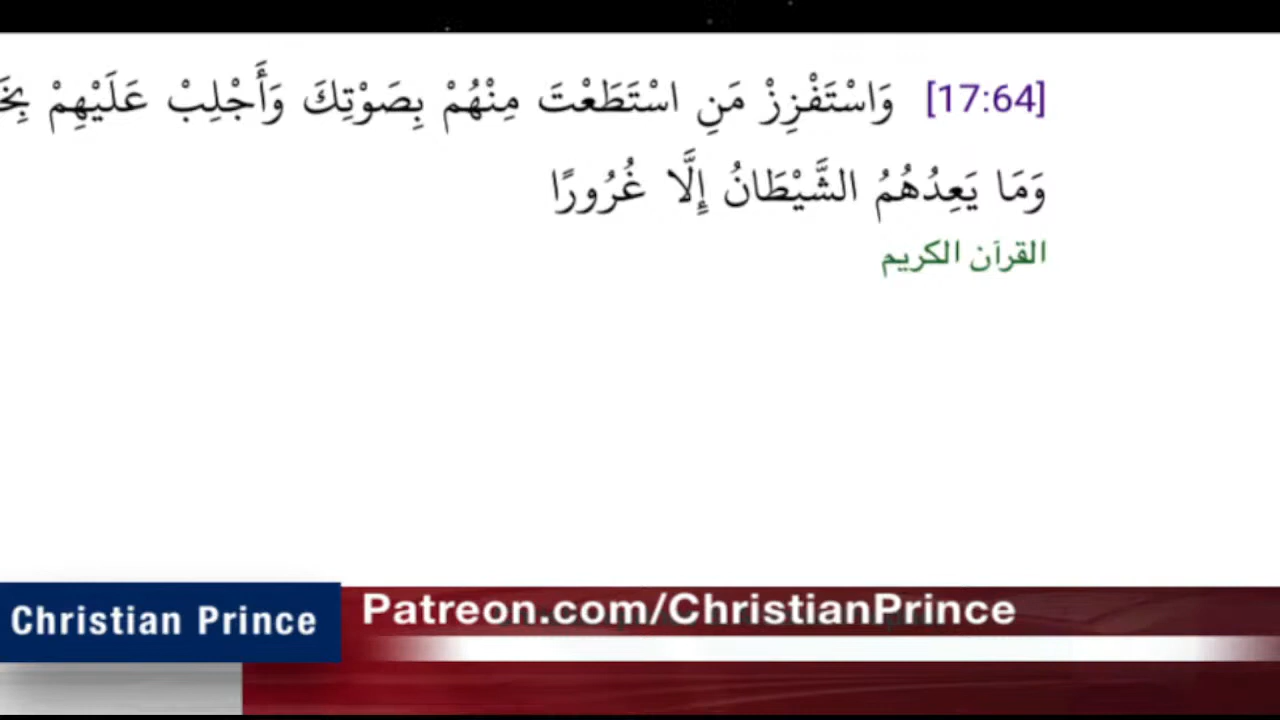 [17:64] وَاسْتَفْزِزْ مَنِ اسْتَطَعْتَ مِنْهُمْ بِصَوْتِكَ وَأَجْلِبْ عَلَيْهِمْ
وَمَا يَعِدُهُمُ الشَّيْطَانُ إِلَّا غُرُورًا
القرآن الكريم
Christian Prince
Patreon.com/ChristianPrince